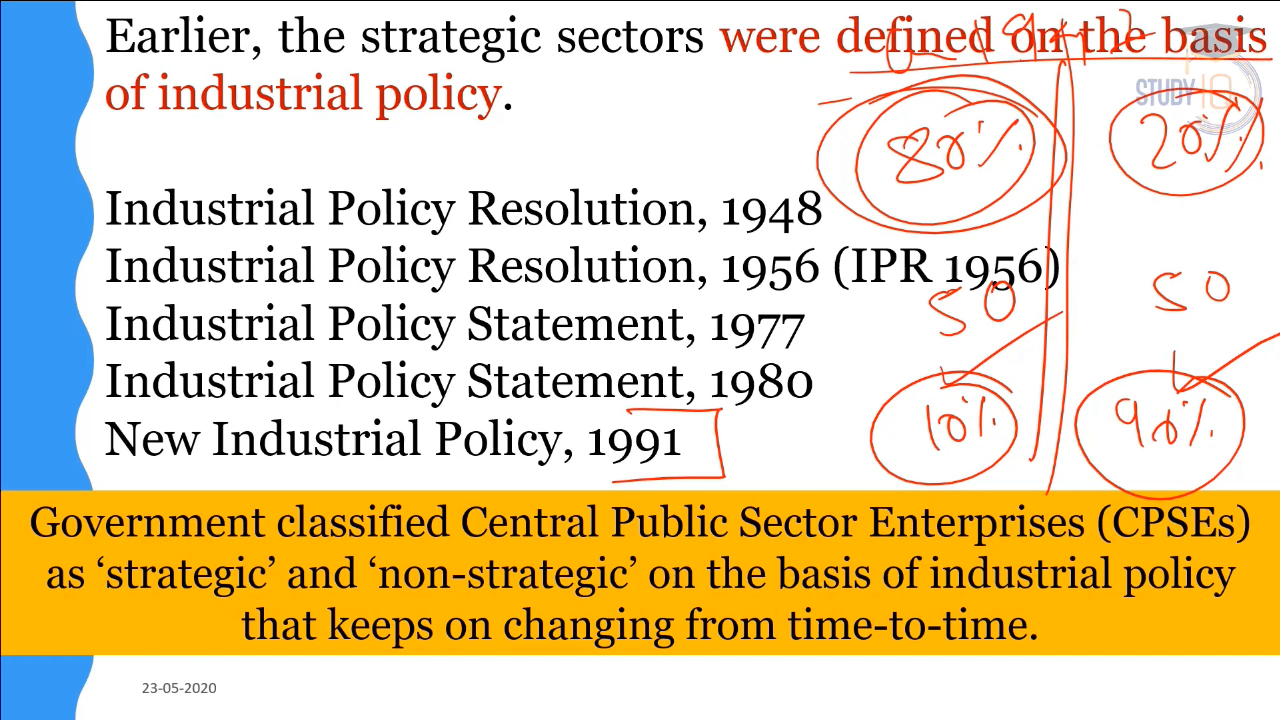 Earlier, the strategic sectors were defined on the basis
of industrial policy.
STUDY IQ
80% 20%
Industrial Policy Resolution, 1948
Industrial Policy Resolution, 1956 (IPR 1956)
50 50
Industrial Policy Statement, 1977
Industrial Policy Statement, 1980
10% 90%
New Industrial Policy, 1991
Government classified Central Public Sector Enterprises (CPSEs)
as ‘strategic’ and ‘non-strategic’ on the basis of industrial policy
that keeps on changing from time-to-time.
23-05-2020